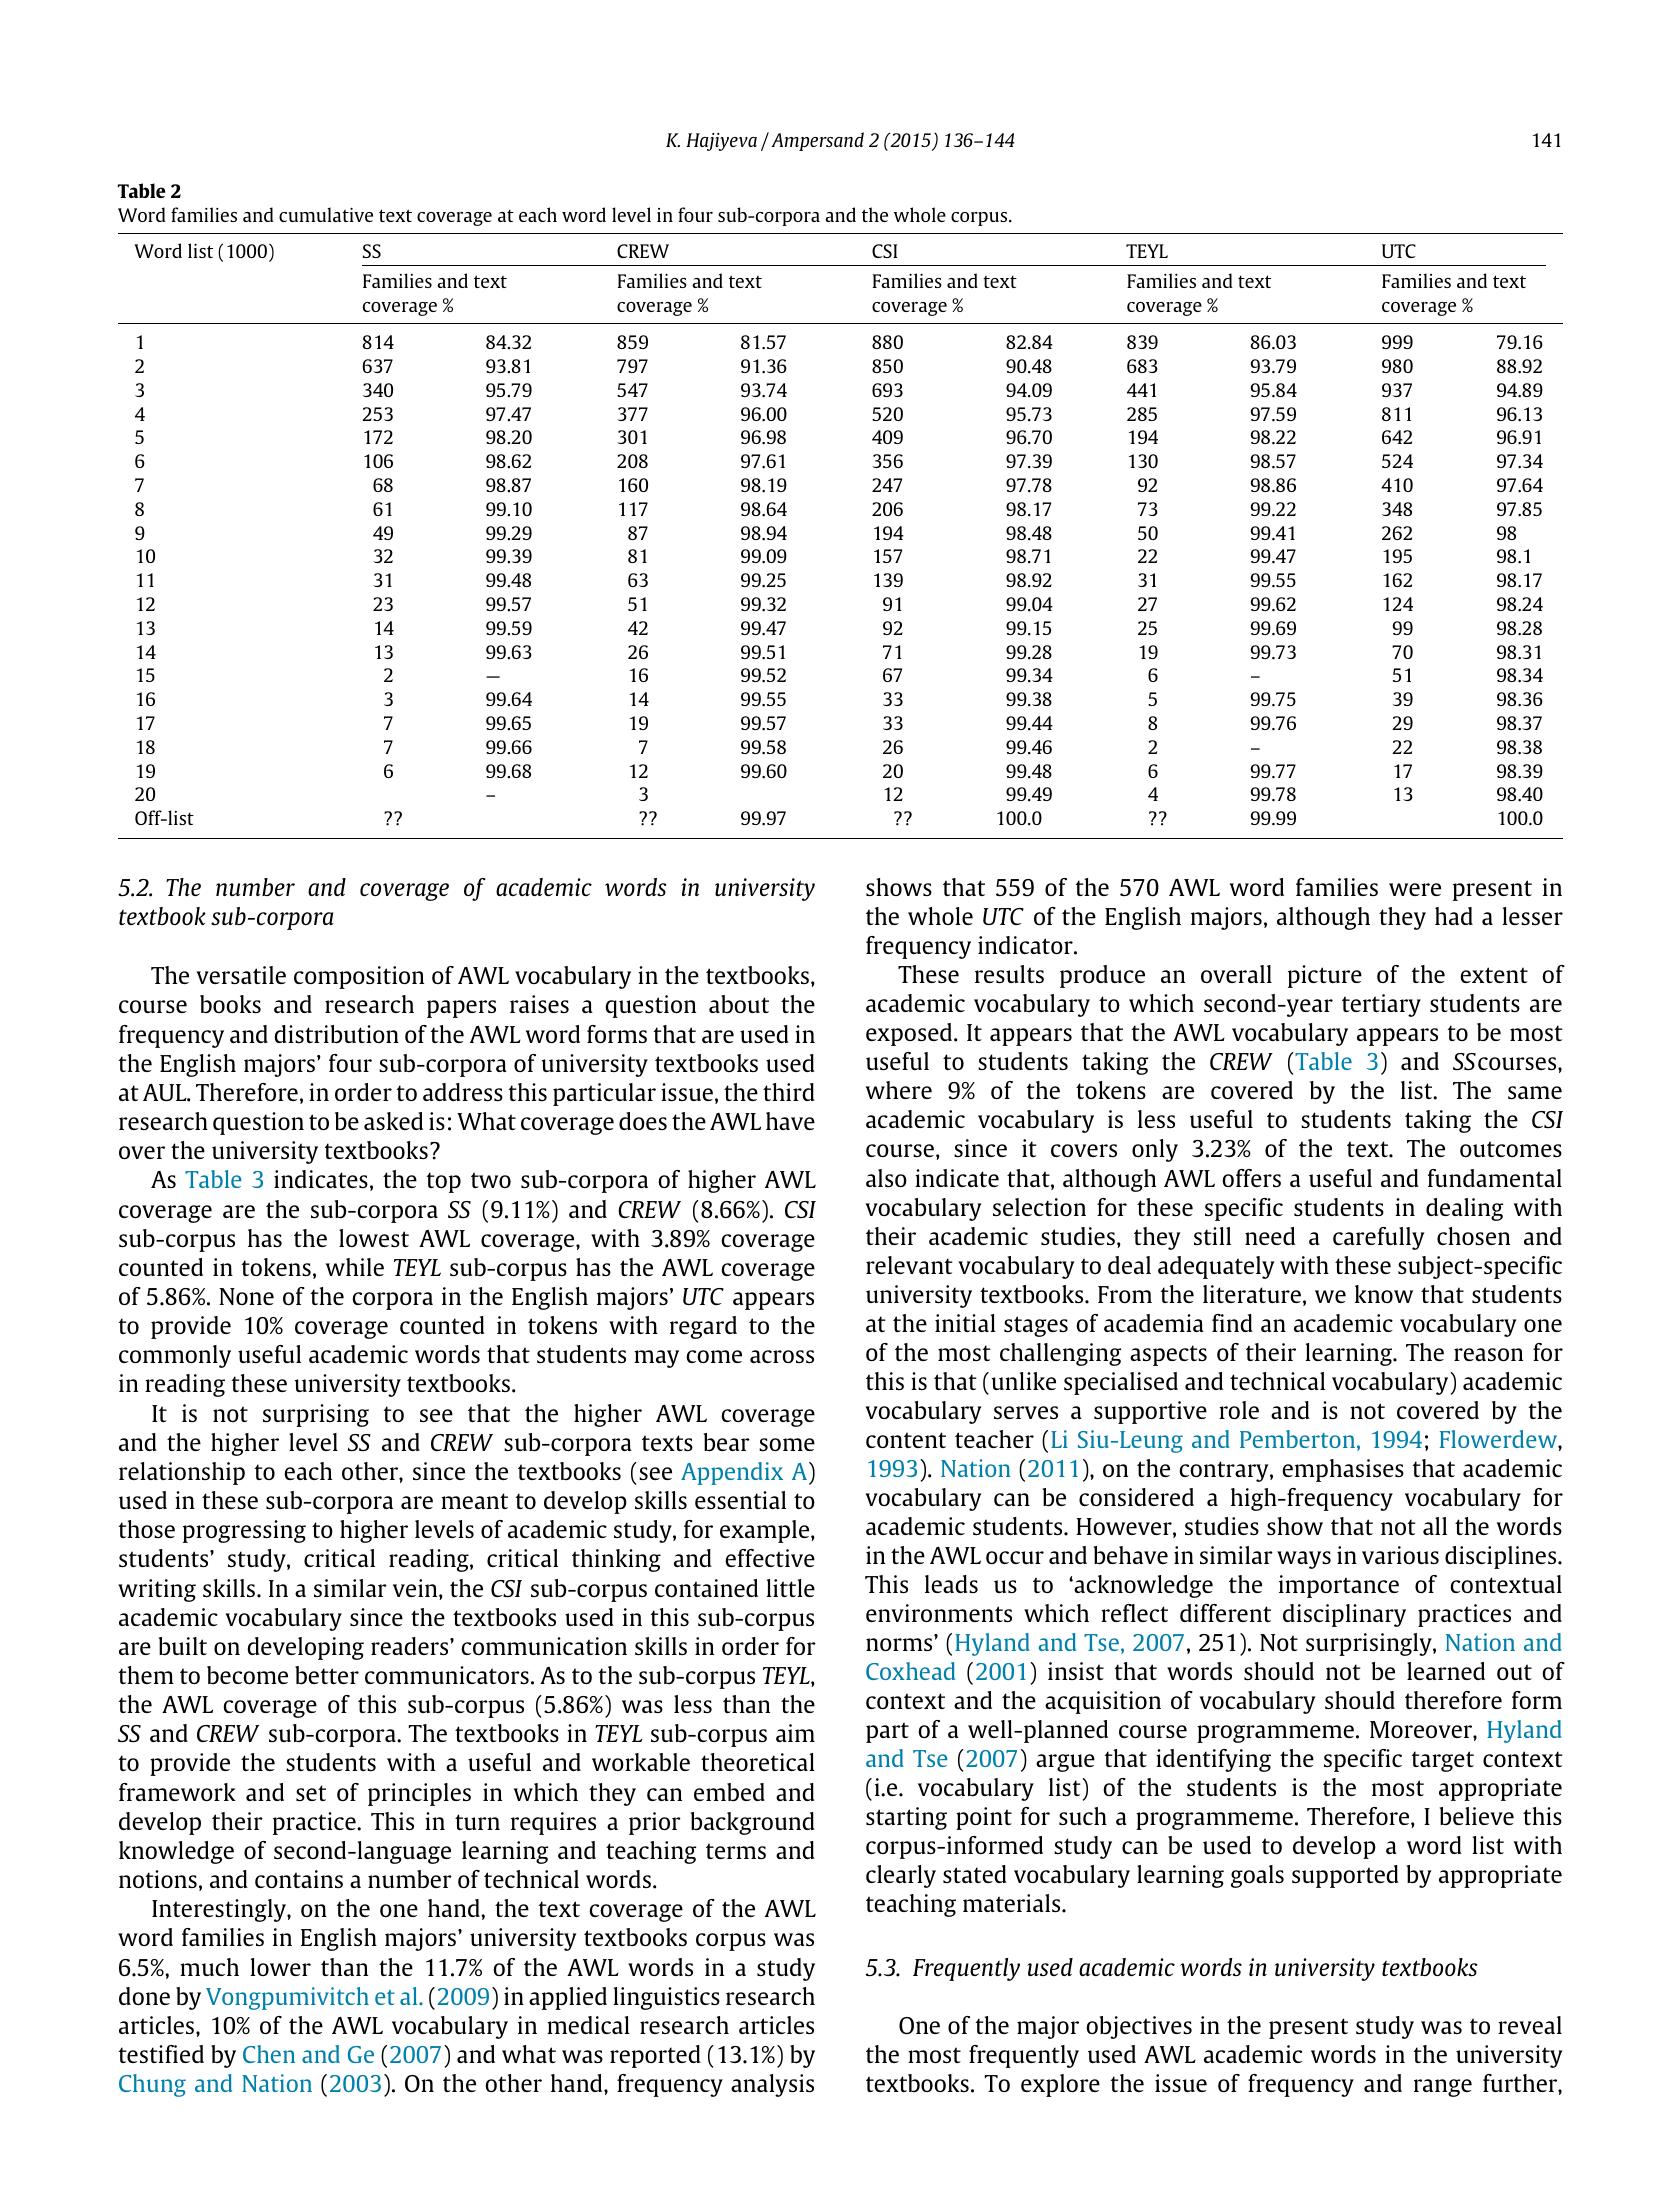 K. Hajiyeva / Ampersand 2 (2015) 136–144
141
Table 2
Word families and cumulative text coverage at each word level in four sub-corpora and the whole corpus.
Word list (1000) SS CREW CSI TEYL UTC
Families and text Families and text Families and text Families and text Families and text
coverage % coverage % coverage % coverage % coverage %
1 814 84.32 859 81.57 880 82.84 839 86.03 999 79.16
2 637 93.81 797 91.36 850 90.48 683 93.79 980 88.92
3 340 95.79 547 93.74 693 94.09 441 95.84 937 94.89
4 253 97.47 377 96.00 520 95.73 285 97.59 811 96.13
5 172 98.20 301 96.98 409 96.70 194 98.22 642 96.91
6 106 98.62 208 97.61 356 97.39 130 98.57 524 97.34
7 68 98.87 160 98.19 247 97.78 92 98.86 410 97.64
8 61 99.10 117 98.64 206 98.17 73 99.22 348 97.85
9 49 99.29 87 98.94 194 98.48 50 99.41 262 98
10 32 99.39 81 99.09 157 98.71 22 99.47 195 98.1
11 31 99.48 63 99.25 139 98.92 31 99.55 162 98.17
12 23 99.57 51 99.32 91 99.04 27 99.62 124 98.24
13 14 99.59 42 99.47 92 99.15 25 99.69 99 98.28
14 13 99.63 26 99.51 71 99.28 19 99.73 70 98.31
15 2 — 16 99.52 67 99.34 6 – 51 98.34
16 3 99.64 14 99.55 33 99.38 5 99.75 39 98.36
17 7 99.65 19 99.57 33 99.44 8 99.76 29 98.37
18 7 99.66 7 99.58 26 99.46 2 – 22 98.38
19 6 99.68 12 99.60 20 99.48 6 99.77 17 98.39
20 – 3 12 99.49 4 99.78 13 98.40
Off-list ?? ?? 99.97 ?? 100.0 ?? 99.99 100.0
5.2. The number and coverage of academic words in university
textbook sub-corpora
The versatile composition of AWL vocabulary in the textbooks,
course books and research papers raises a question about the
frequency and distribution of the AWL word forms that are used in
the English majors’ four sub-corpora of university textbooks used
at AUL. Therefore, in order to address this particular issue, the third
research question to be asked is: What coverage does the AWL have
over the university textbooks?
As Table 3 indicates, the top two sub-corpora of higher AWL
coverage are the sub-corpora SS (9.11%) and CREW (8.66%). CSI
sub-corpus has the lowest AWL coverage, with 3.89% coverage
counted in tokens, while TEYL sub-corpus has the AWL coverage
of 5.86%. None of the corpora in the English majors’ UTC appears
to provide 10% coverage counted in tokens with regard to the
commonly useful academic words that students may come across
in reading these university textbooks.
It is not surprising to see that the higher AWL coverage
and the higher level SS and CREW sub-corpora texts bear some
relationship to each other, since the textbooks (see Appendix A)
used in these sub-corpora are meant to develop skills essential to
those progressing to higher levels of academic study, for example,
students’ study, critical reading, critical thinking and effective
writing skills. In a similar vein, the CSI sub-corpus contained little
academic vocabulary since the textbooks used in this sub-corpus
are built on developing readers’ communication skills in order for
them to become better communicators. As to the sub-corpus TEYL,
the AWL coverage of this sub-corpus (5.86%) was less than the
SS and CREW sub-corpora. The textbooks in TEYL sub-corpus aim
to provide the students with a useful and workable theoretical
framework and set of principles in which they can embed and
develop their practice. This in turn requires a prior background
knowledge of second-language learning and teaching terms and
notions, and contains a number of technical words.
Interestingly, on the one hand, the text coverage of the AWL
word families in English majors’ university textbooks corpus was
6.5%, much lower than the 11.7% of the AWL words in a study
done by Vongpumivitch et al. (2009) in applied linguistics research
articles, 10% of the AWL vocabulary in medical research articles
testified by Chen and Ge (2007) and what was reported (13.1%) by
Chung and Nation (2003). On the other hand, frequency analysis
shows that 559 of the 570 AWL word families were present in
the whole UTC of the English majors, although they had a lesser
frequency indicator.
These results produce an overall picture of the extent of
academic vocabulary to which second-year tertiary students are
exposed. It appears that the AWL vocabulary appears to be most
useful to students taking the CREW (Table 3) and SScourses,
where 9% of the tokens are covered by the list. The same
academic vocabulary is less useful to students taking the CSI
course, since it covers only 3.23% of the text. The outcomes
also indicate that, although AWL offers a useful and fundamental
vocabulary selection for these specific students in dealing with
their academic studies, they still need a carefully chosen and
relevant vocabulary to deal adequately with these subject-specific
university textbooks. From the literature, we know that students
at the initial stages of academia find an academic vocabulary one
of the most challenging aspects of their learning. The reason for
this is that (unlike specialised and technical vocabulary) academic
vocabulary serves a supportive role and is not covered by the
content teacher (Li Siu-Leung and Pemberton, 1994; Flowerdew,
1993). Nation (2011), on the contrary, emphasises that academic
vocabulary can be considered a high-frequency vocabulary for
academic students. However, studies show that not all the words
in the AWL occur and behave in similar ways in various disciplines.
This leads us to ‘acknowledge the importance of contextual
environments which reflect different disciplinary practices and
norms’ (Hyland and Tse, 2007, 251). Not surprisingly, Nation and
Coxhead (2001) insist that words should not be learned out of
context and the acquisition of vocabulary should therefore form
part of a well-planned course programmeme. Moreover, Hyland
and Tse (2007) argue that identifying the specific target context
(i.e. vocabulary list) of the students is the most appropriate
starting point for such a programmeme. Therefore, I believe this
corpus-informed study can be used to develop a word list with
clearly stated vocabulary learning goals supported by appropriate
teaching materials.
5.3. Frequently used academic words in university textbooks
One of the major objectives in the present study was to reveal
the most frequently used AWL academic words in the university
textbooks. To explore the issue of frequency and range further,